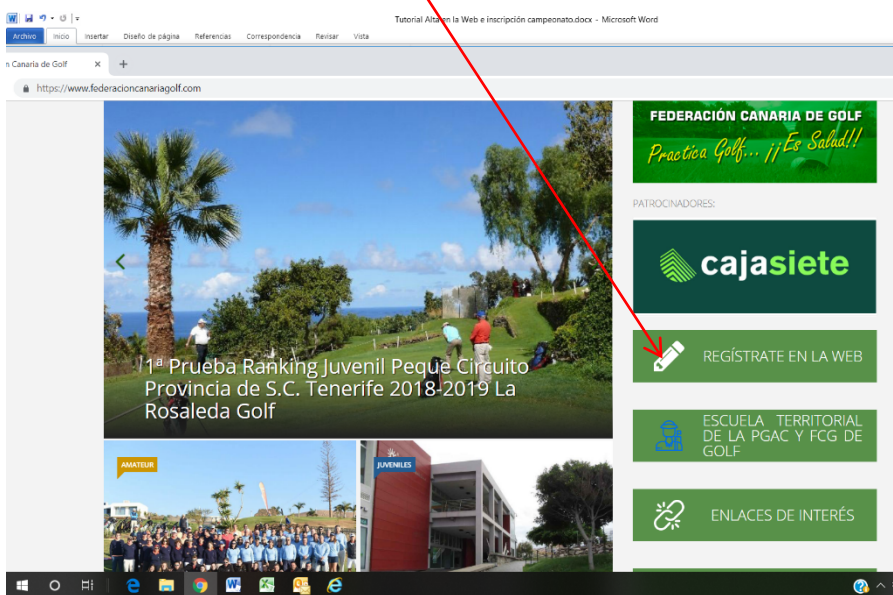 Tutorial Alta en la Web e inscripción campeonato.docx - Microsoft Word
Archivo Inicio Insertar Diseño de página Referencias Correspondencia Revisar Vista
n Canaria de Golf × +
https://www.federacioncanariagolf.com
FEDERACIÓN CANARIA DE GOLF
Practica Golf... ¡¡Es Salud!!
PATROCINADORES:
cajasiete
1ª Prueba Ranking Juvenil Peque Circuito
Provincia de S.C. Tenerife 2018-2019 La
Rosaleda Golf
REGÍSTRATE EN LA WEB
ESCUELA TERRITORIAL
DE LA PGAC Y FCG DE
GOLF
AMATEUR
JUVENILES
ENLACES DE INTERÉS